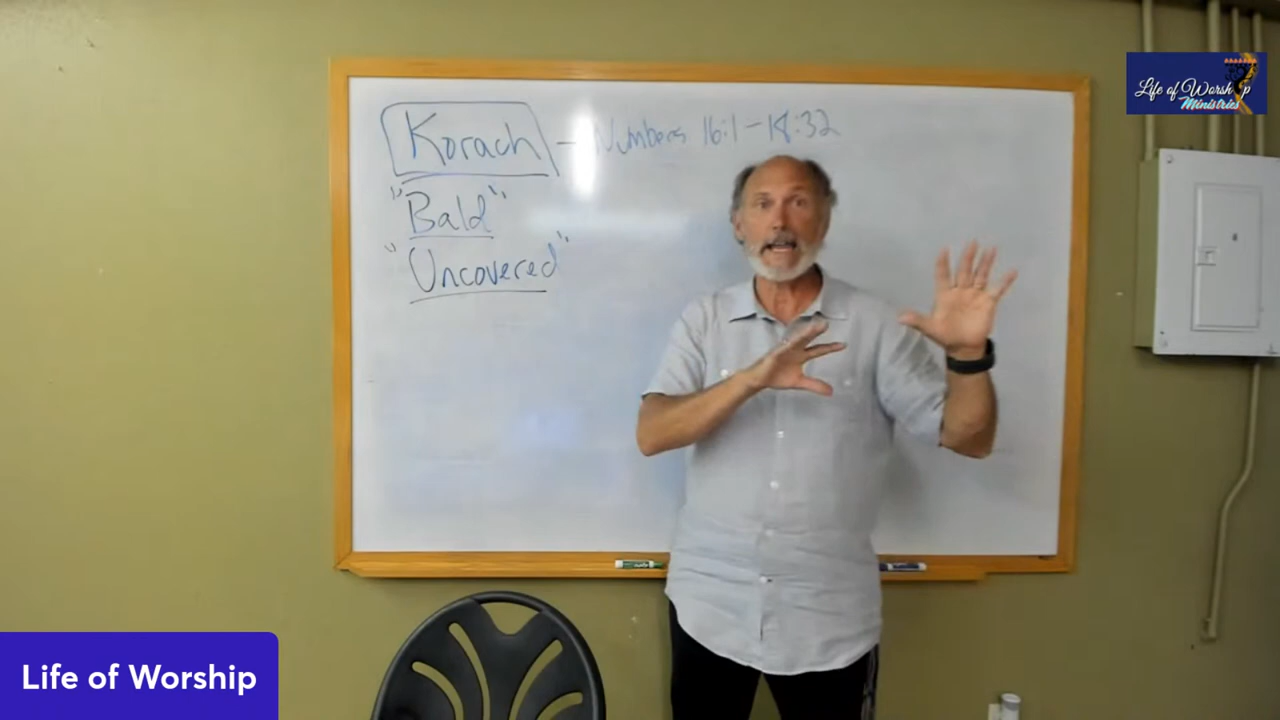 Korach - Numbers 16:1-18:32
"Bald"
"Uncovered"
Life of Worship
Ministries
Life of Worship